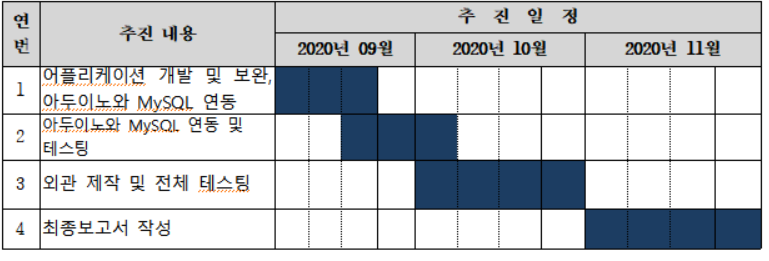 연번 추진 내용 추 진 일 정
2020년 09월 2020년 10월 2020년 11월
1 어플리케이션 개발 및 보완,
아두이노와 MySQL 연동
2 아두이노와 MySQL 연동 및
테스팅
3 외관 제작 및 전체 테스팅
4 최종보고서 작성